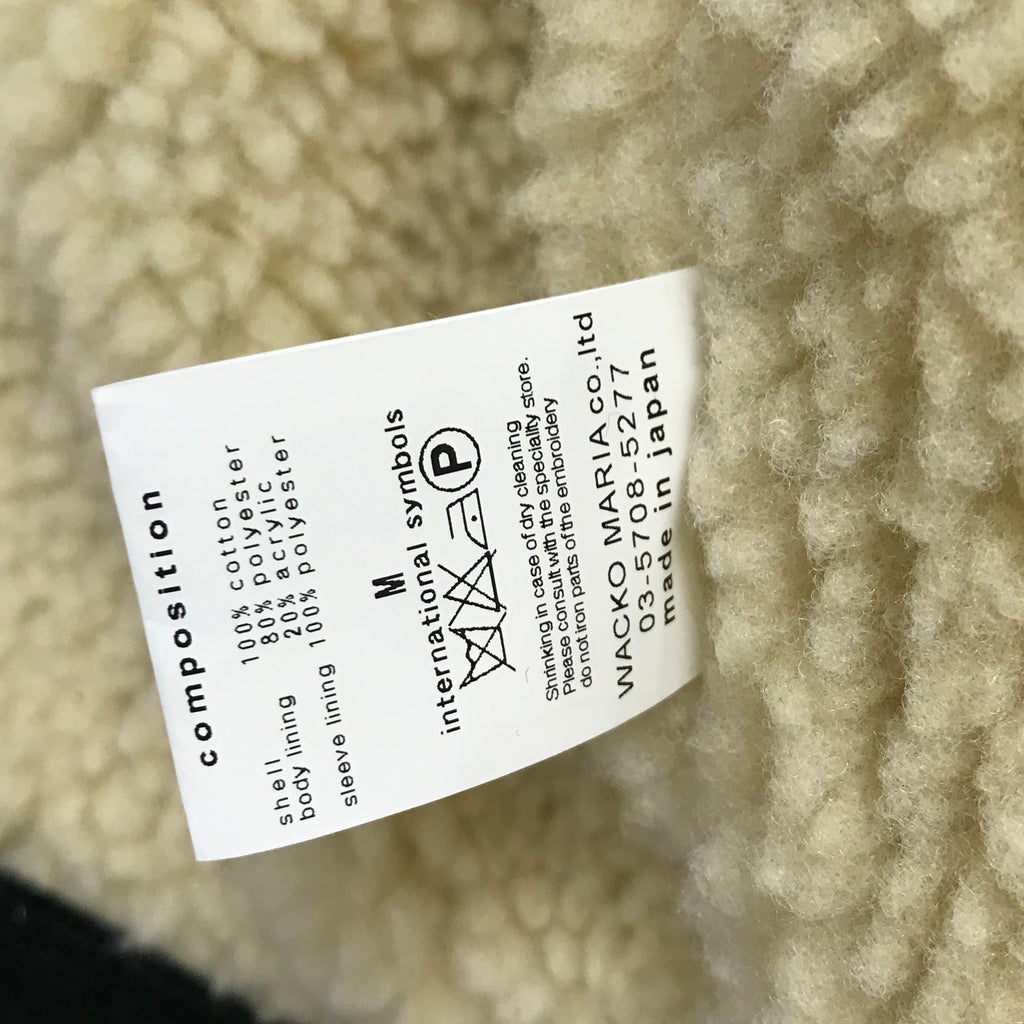 composition
shell 100% cotton
body lining 80% polyester
20% acrylic
sleeve lining 100% polyester
M
international symbols
P
Shrinking in case of dry cleaning
Please consult with the speciality store.
do not iron parts of the embroidery
WACKO MARIA co.,ltd
03-5708-5277
made in japan